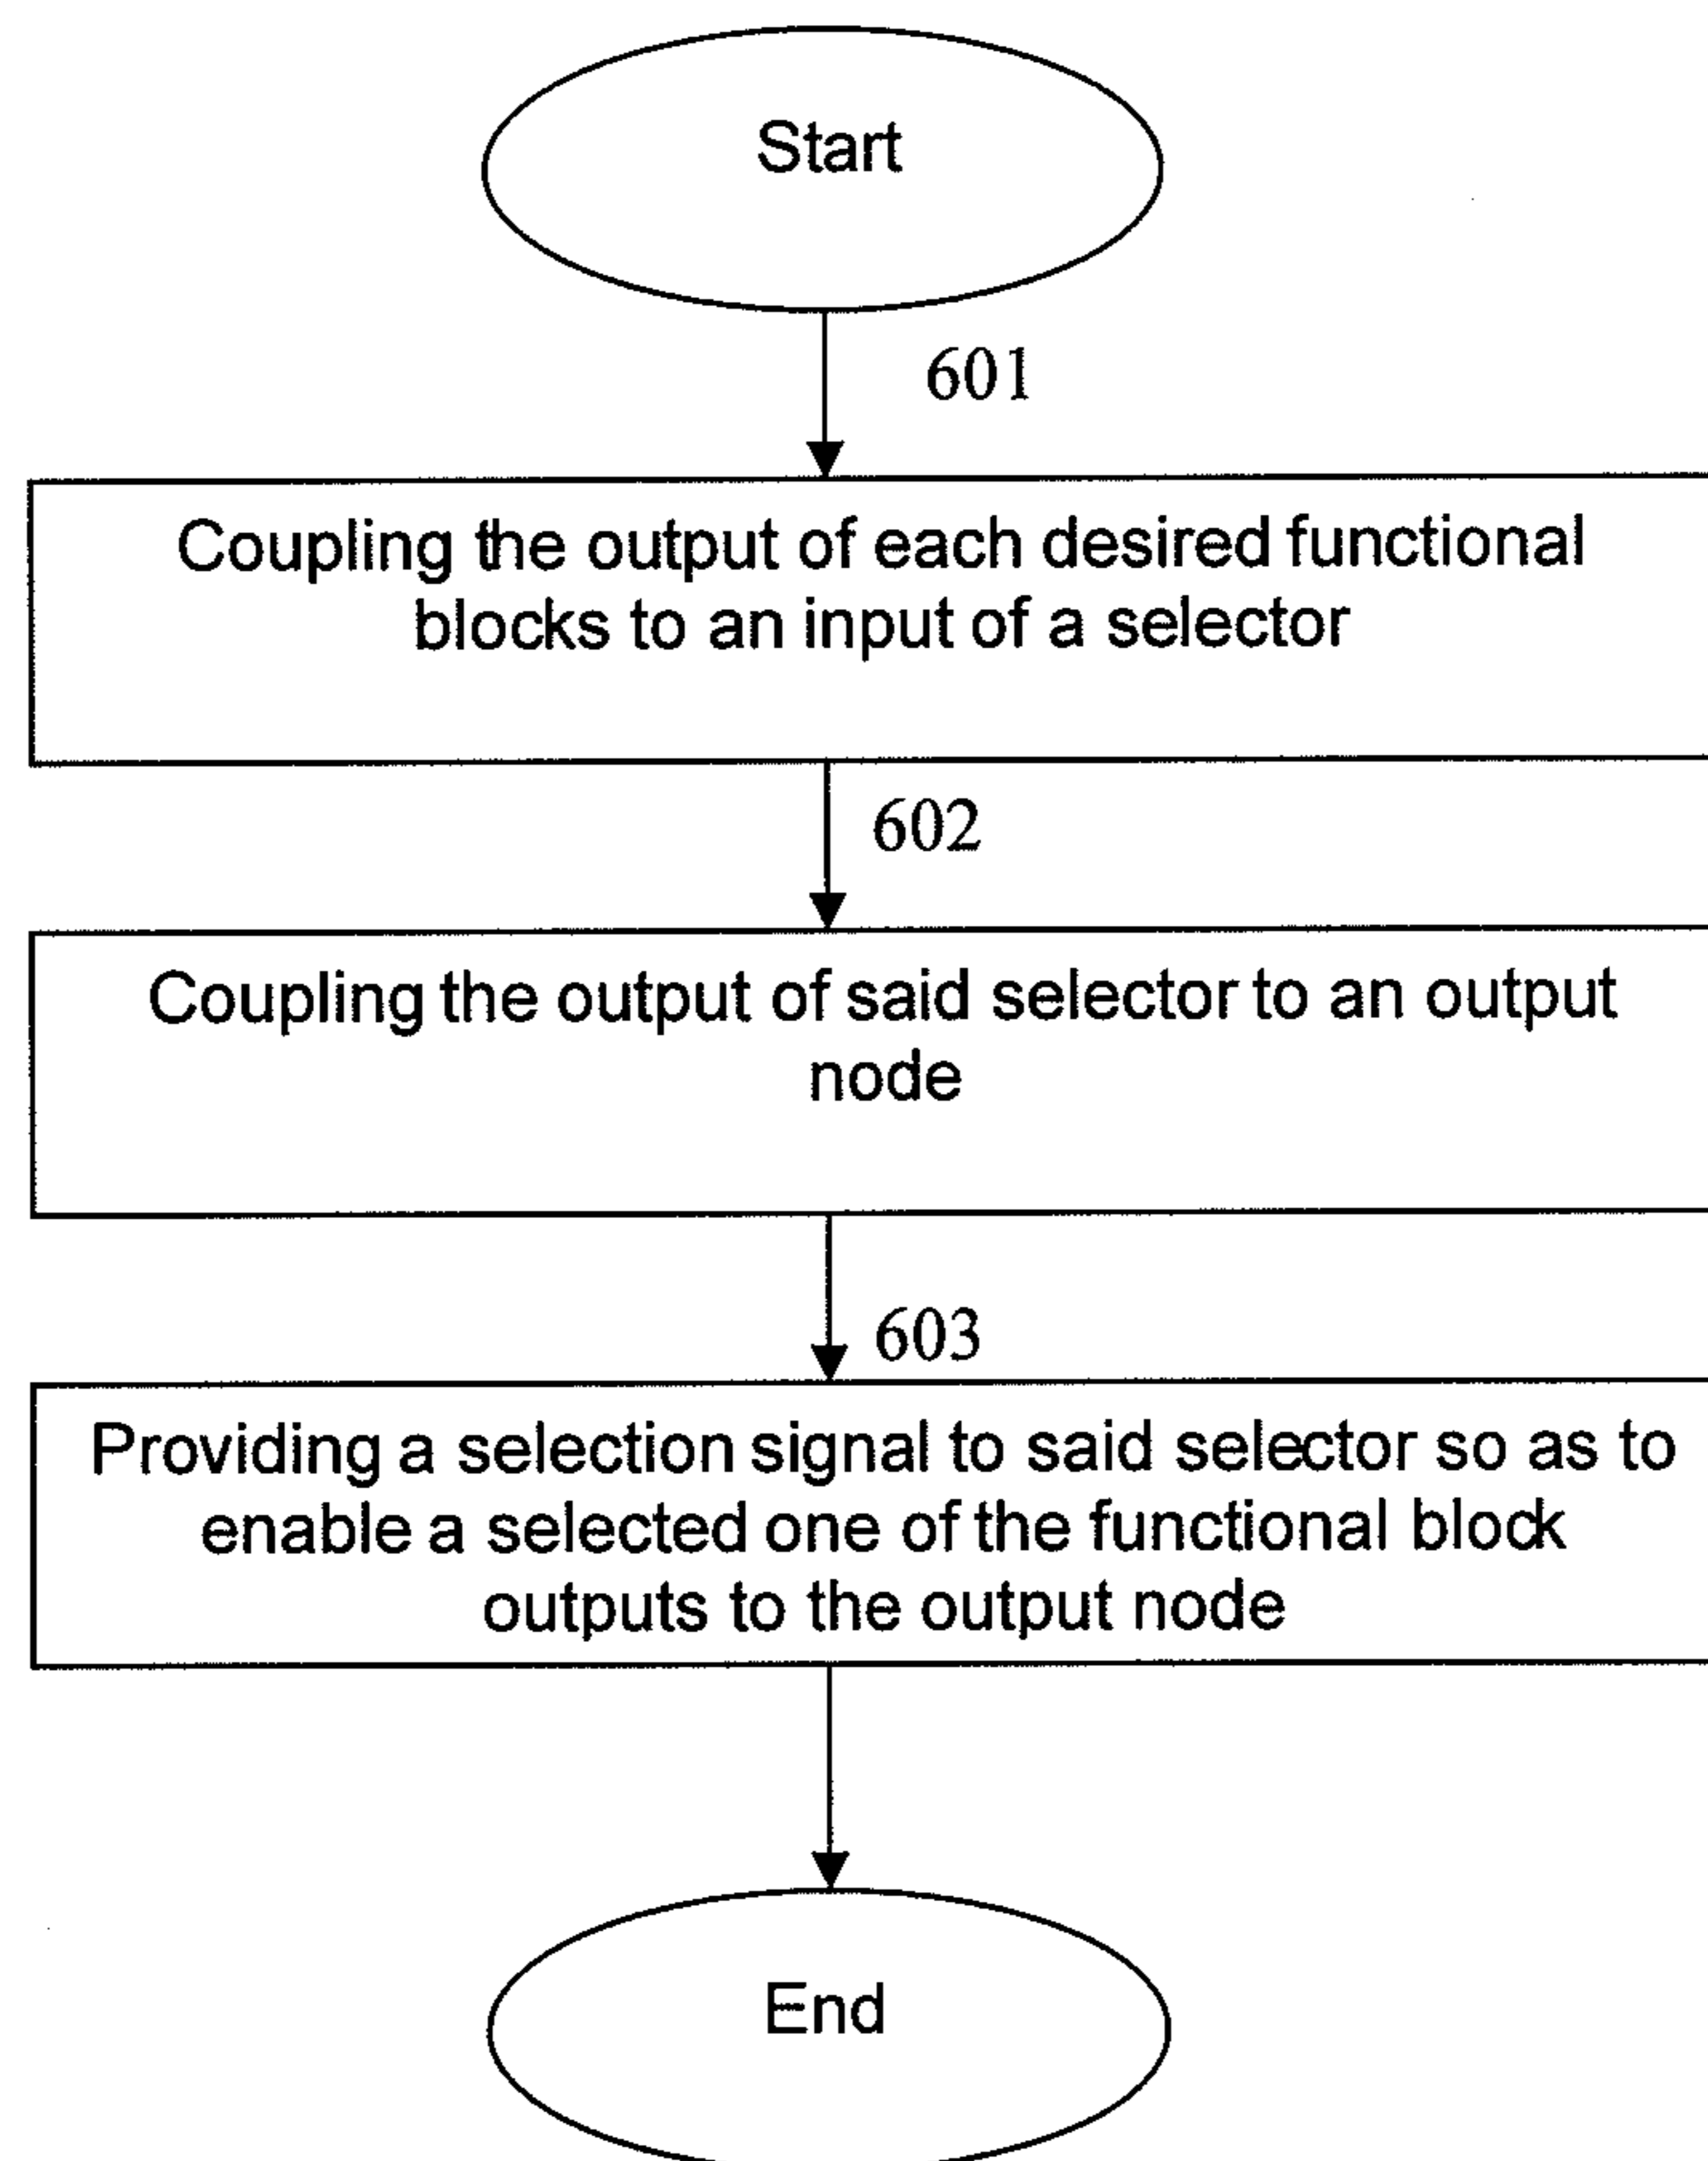 Start
601
Coupling the output of each desired functional
blocks to an input of a selector
602
Coupling the output of said selector to an output
node
603
Providing a selection signal to said selector so as to
enable a selected one of the functional block
outputs to the output node
End